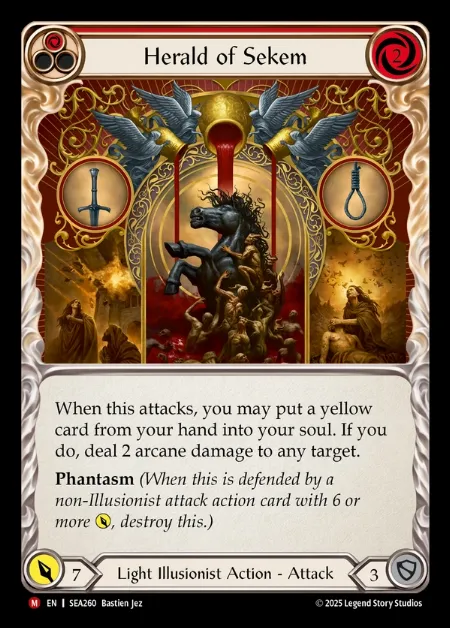 Herald of Sekem
2
When this attacks, you may put a yellow
card from your hand into your soul. If you
do, deal 2 arcane damage to any target.
Phantasm (When this is defended by a
non-Illusionist attack action card with 6 or
more , destroy this.)
7
Light Illusionist Action - Attack
3
M EN | SEA260 Bastien Jez
© 2025 Legend Story Studios